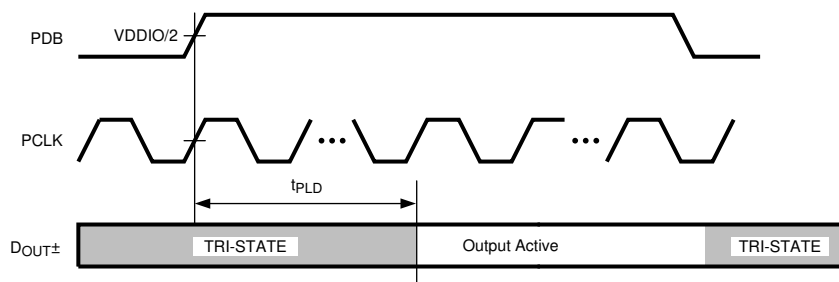 PDB
VDDIO/2
PCLK
•••
•••
tPLD
DOUT±
TRI-STATE
Output Active
TRI-STATE